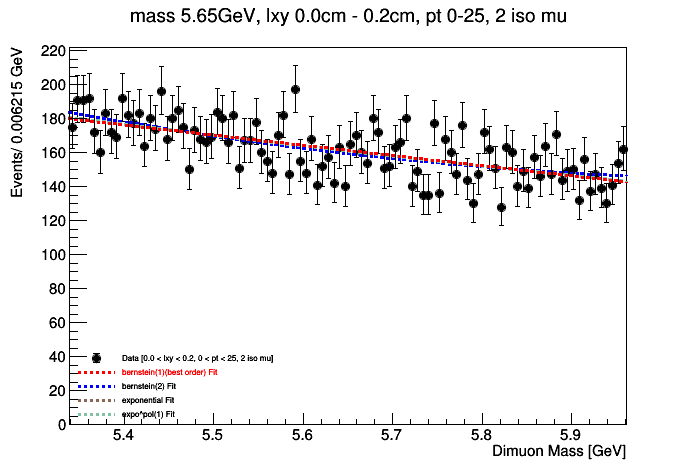 mass 5.65GeV, lxy 0.0cm - 0.2cm, pt 0-25, 2 iso mu
Events/ 0.006215 GeV
220
200
180
160
140
120
100
80
60
40
20
0
Data [0.0 < lxy < 0.2, 0 < pt < 25, 2 iso mu]
bernstein(1)(best order) Fit
bernstein(2) Fit
exponential Fit
expo*pol(1) Fit
5.4 5.5 5.6 5.7 5.8 5.9
Dimuon Mass [GeV]